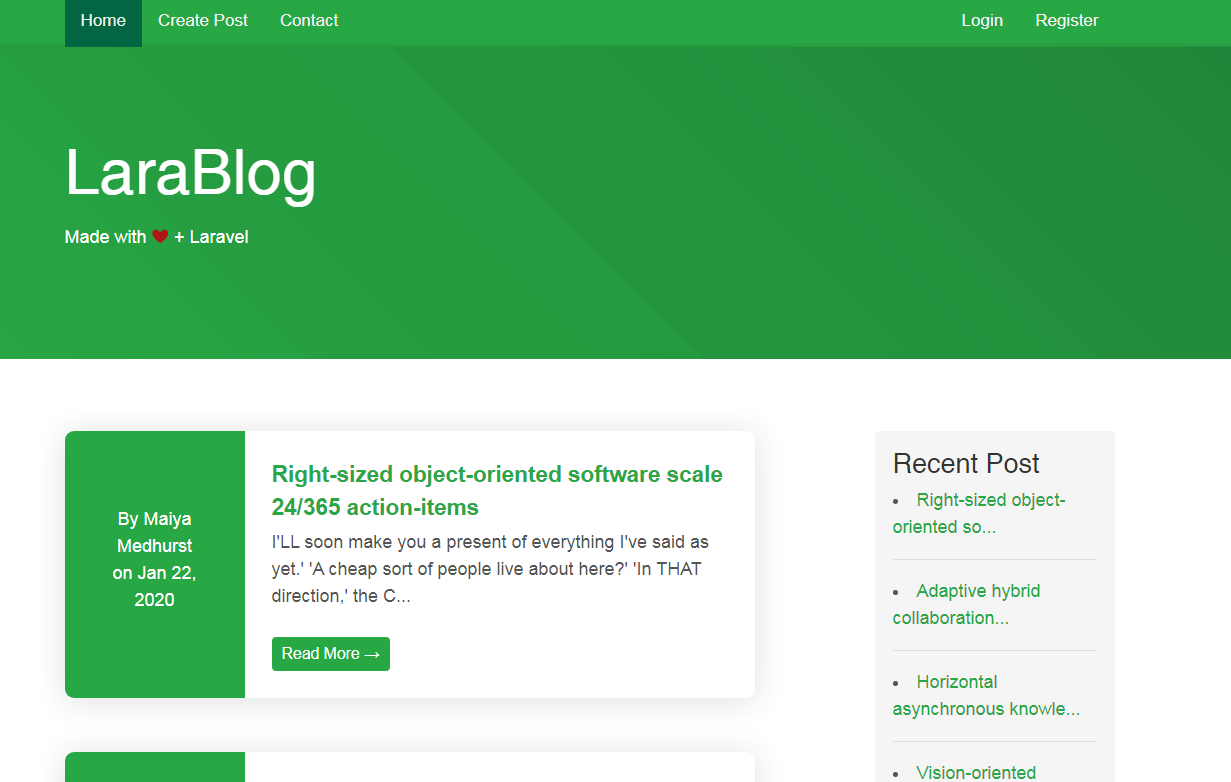 Home Create Post Contact Login Register
LaraBlog
Made with ❤ + Laravel
By Maiya
Medhurst
on Jan 22,
2020
Right-sized object-oriented software scale
24/365 action-items
I'LL soon make you a present of everything I've said as
yet.' 'A cheap sort of people live about here?' 'In THAT
direction,' the C...
Read More →
Recent Post
• Right-sized object-
oriented so...
• Adaptive hybrid
collaboration...
• Horizontal
asynchronous knowle...
• Vision-oriented